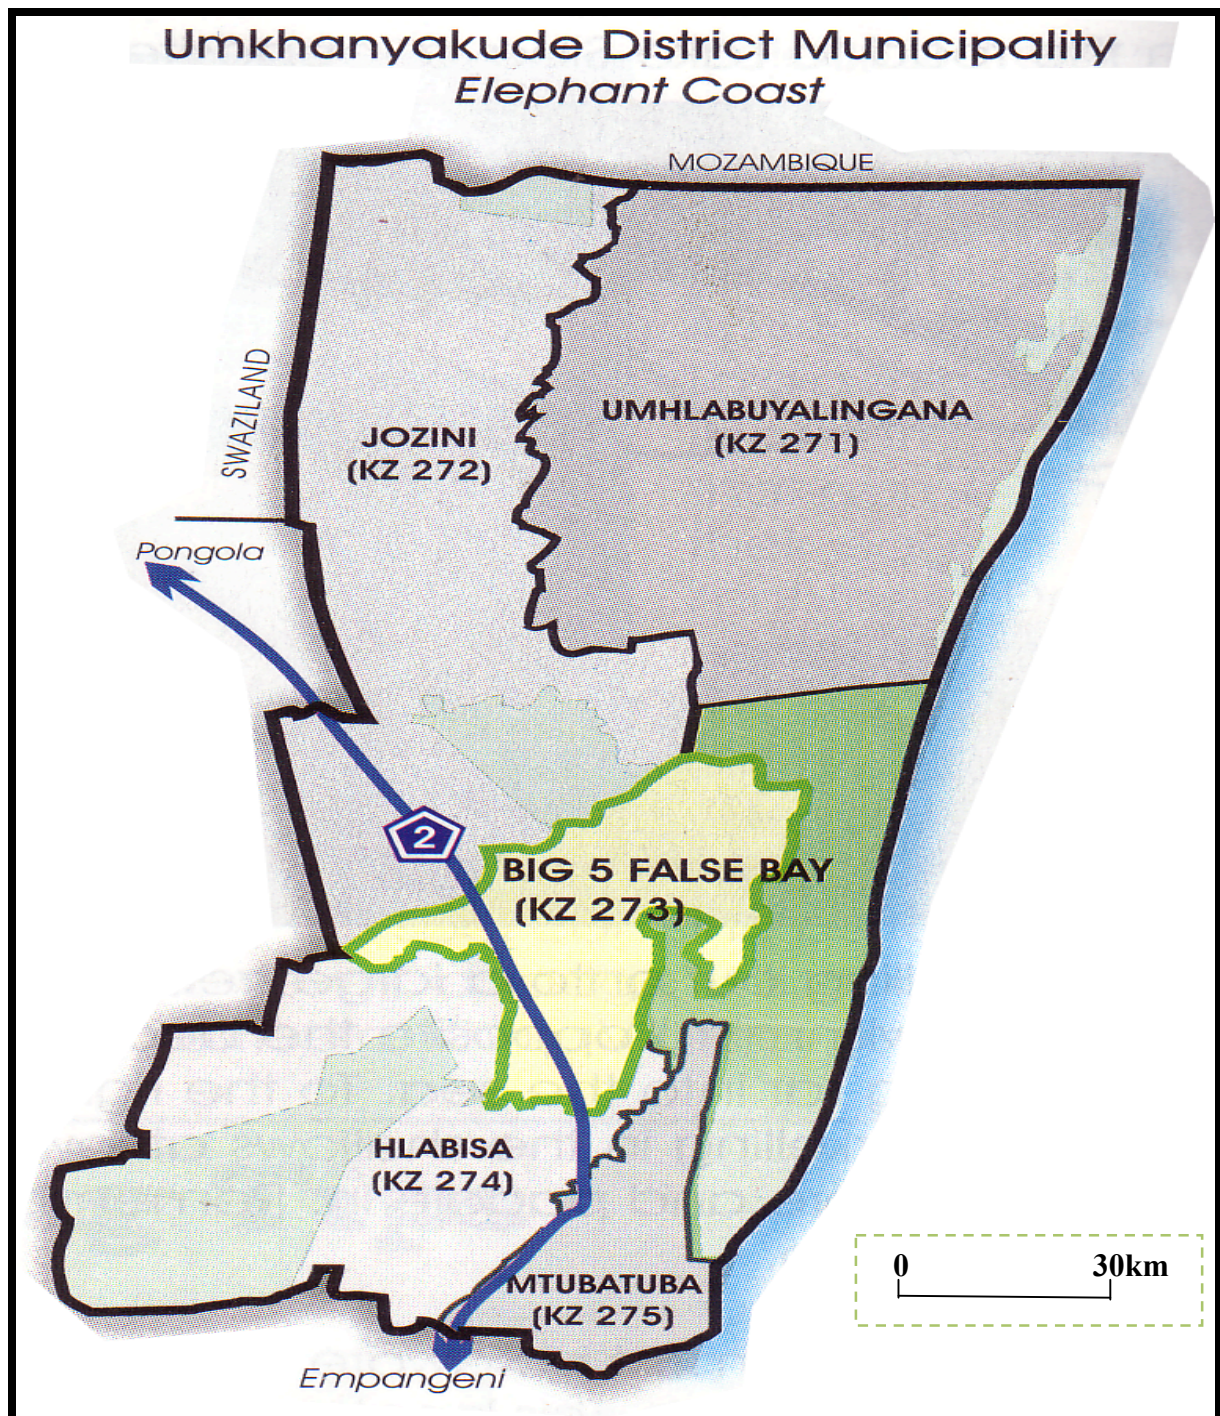 Umkhanyakude District Municipality
Elephant Coast
MOZAMBIQUE
SWAZILAND
UMHLABUYALINGANA
(KZ 271)
JOZINI
(KZ 272)
Pongola
2
BIG 5 FALSE BAY
(KZ 273)
HLABISA
(KZ 274)
MTUBATUBA
(KZ 275)
0 30km
Empangeni